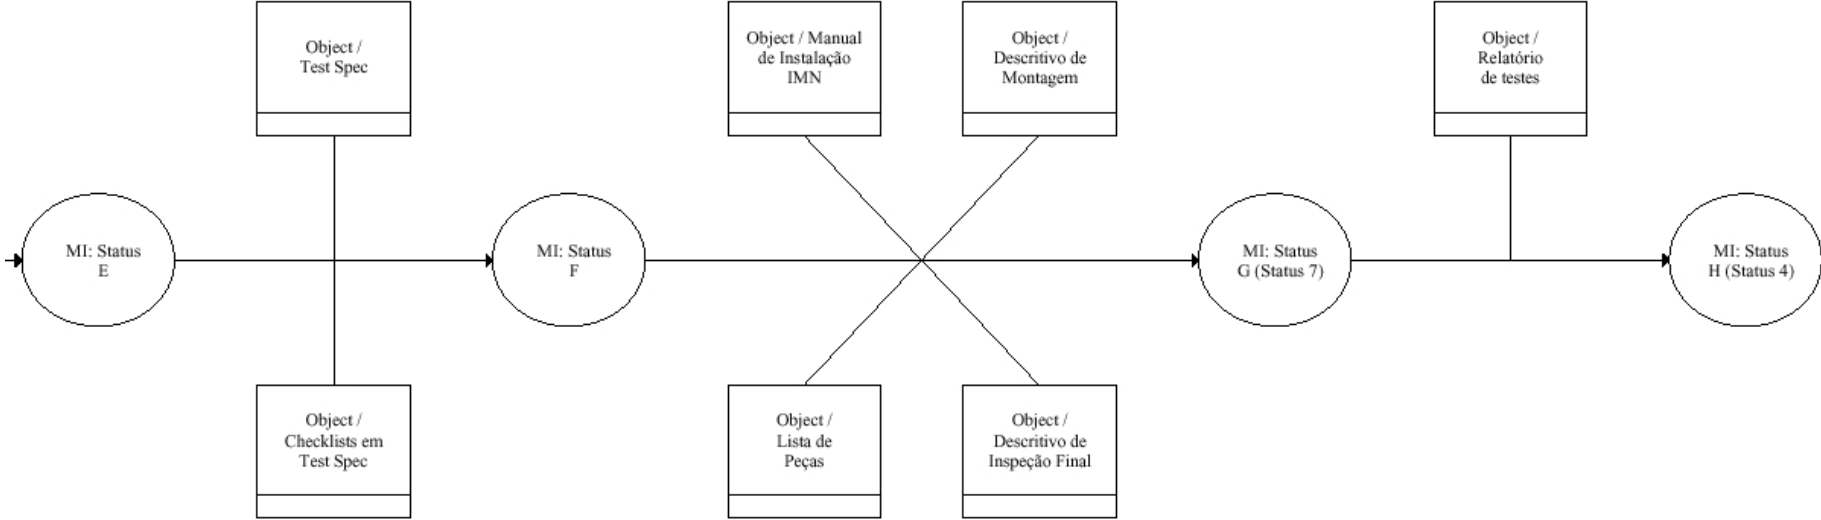 Object /
Test Spec
Object / Manual
de Instalação
IMN
Object /
Descritivo de
Montagem
Object /
Relatório
de testes
MI: Status
E
MI: Status
F
MI: Status
G (Status 7)
MI: Status
H (Status 4)
Object /
Checklists em
Test Spec
Object /
Lista de
Peças
Object /
Descritivo de
Inspeção Final